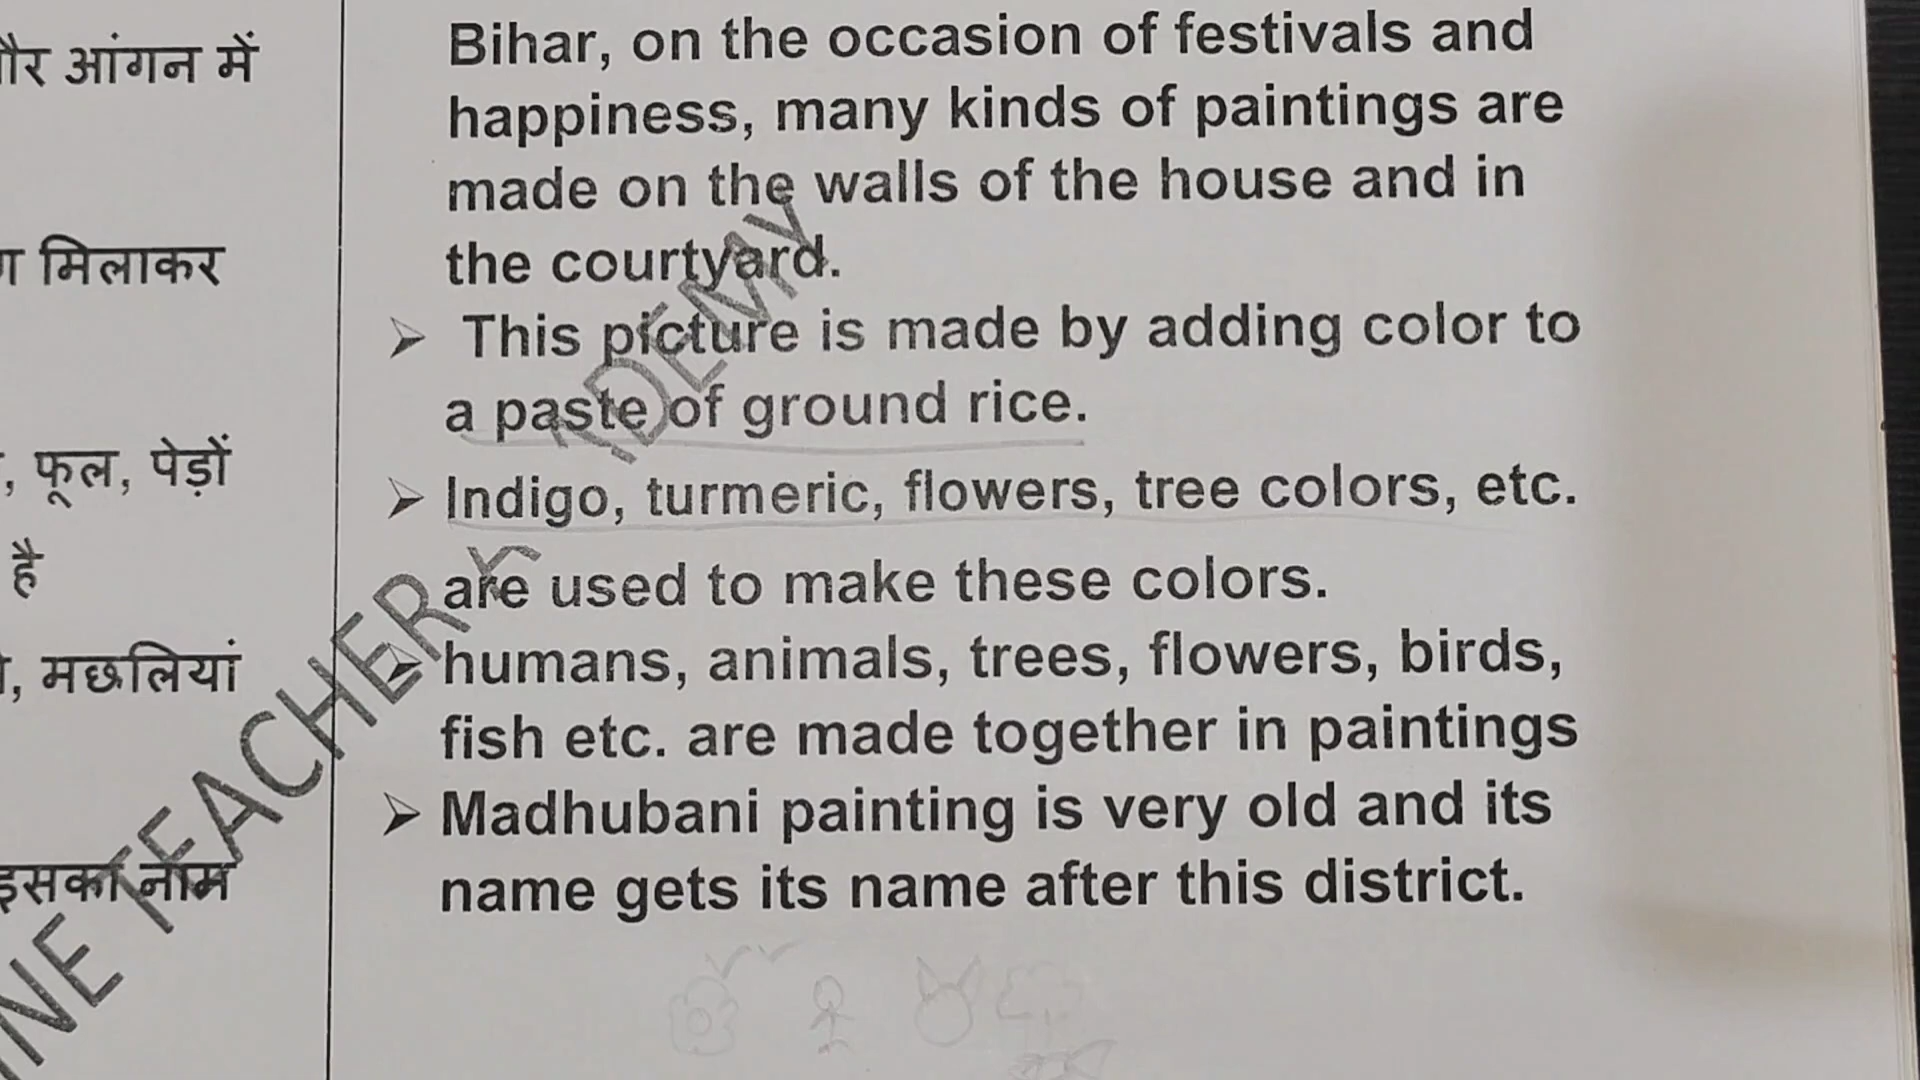 और आंगन में
मिलाकर
, फूल, पेड़ों
है
, मछलियां
इसका नाम
Bihar, on the occasion of festivals and
happiness, many kinds of paintings are
made on the walls of the house and in
the courtyard.
➢ This picture is made by adding color to
a paste of ground rice.
➢ Indigo, turmeric, flowers, tree colors, etc.
are used to make these colors.
➢ humans, animals, trees, flowers, birds,
fish etc. are made together in paintings
➢ Madhubani painting is very old and its
name gets its name after this district.
TEACHER